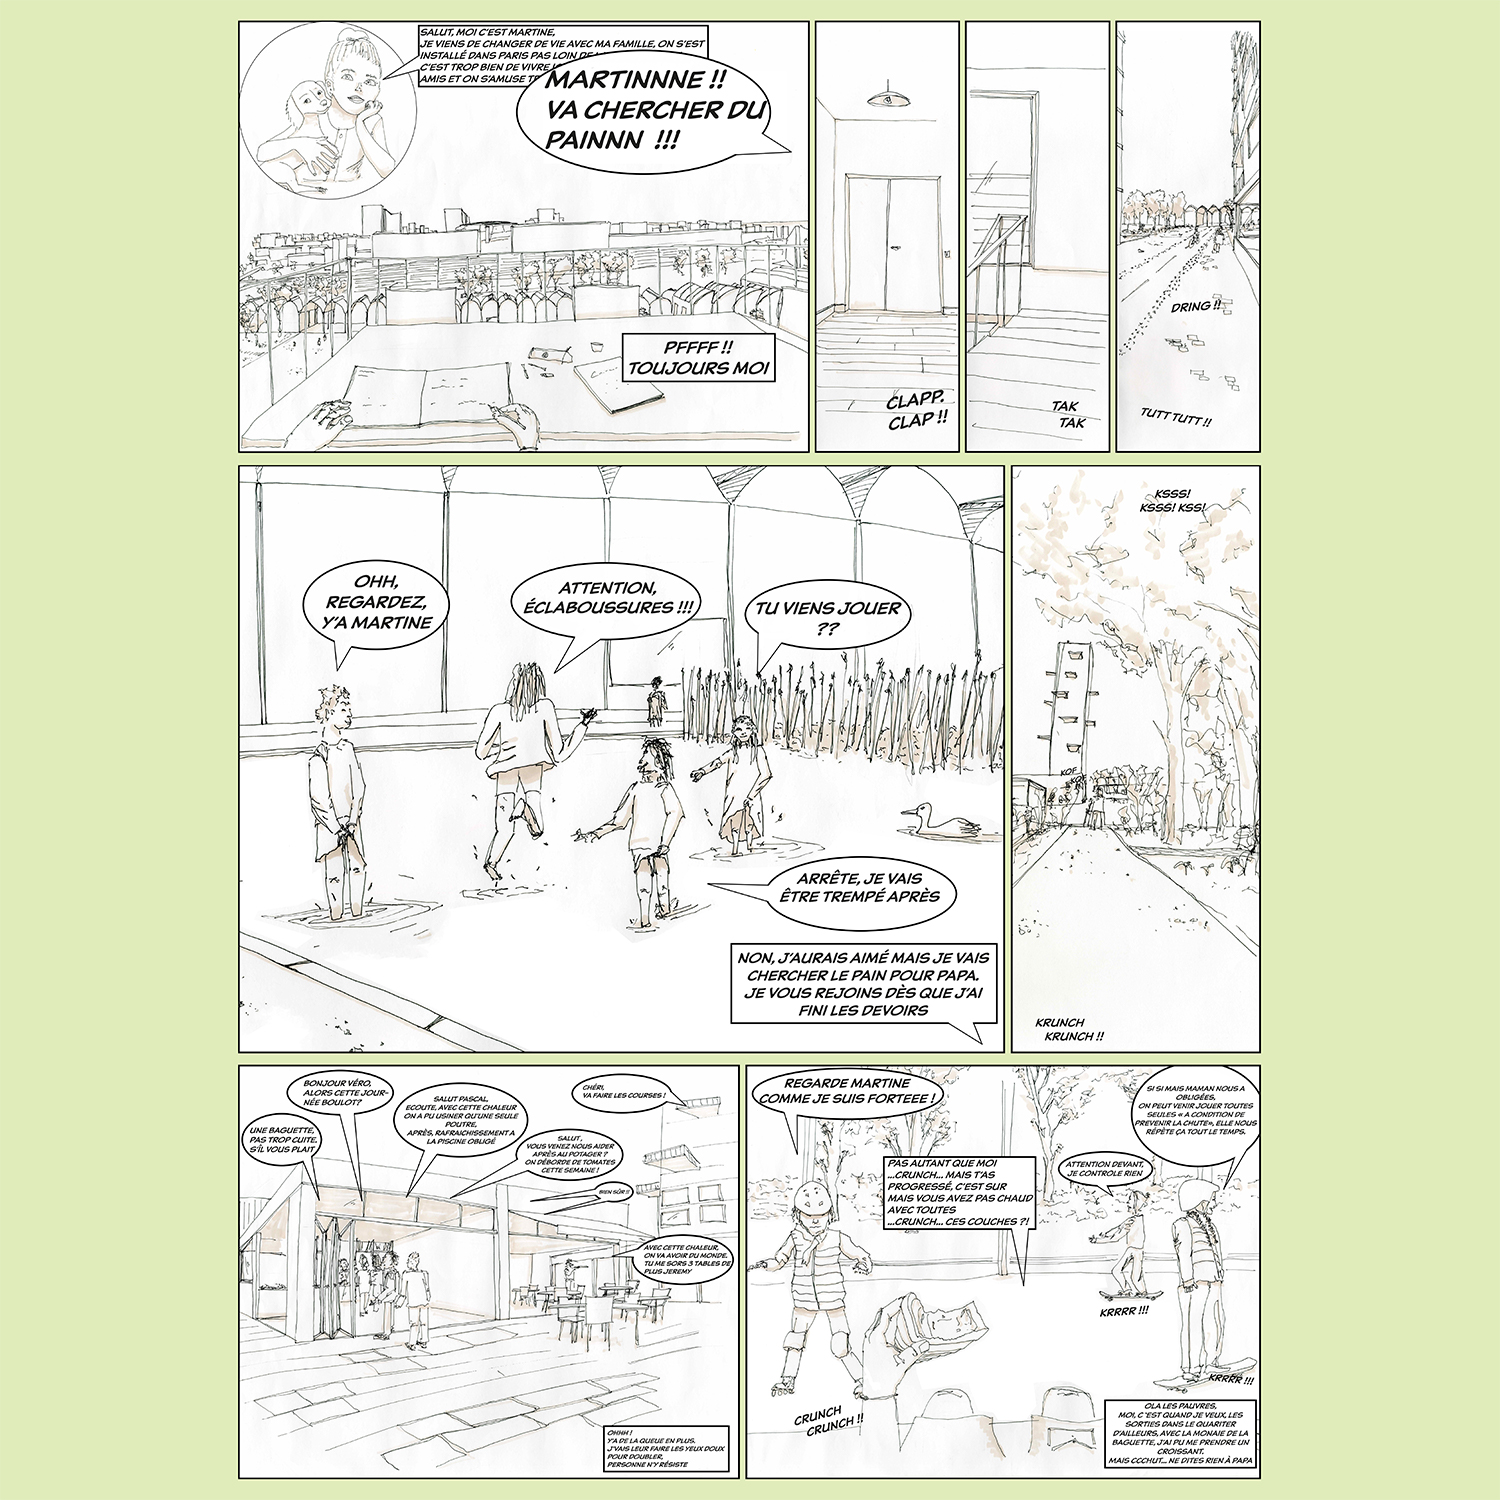 SALUT, MOI C'EST MARTINE,
JE VIENS DE CHANGER DE VIE AVEC MA FAMILLE, ON S'EST
INSTALLÉ DANS PARIS PAS LOIN DE
C'EST TROP BIEN DE VIVRE
AMIS ET ON S'AMUSE
MARTINNNE !!
VA CHERCHER DU
PAINNN !!!
PFFFF !!
TOUJOURS MOI
CLAPP.
CLAP !!
TAK
TAK
DRING !!
TUTT TUTT !!
OHH,
REGARDEZ,
Y'A MARTINE
ATTENTION,
ÉCLABOUSSURES !!!
TU VIENS JOUER
??
ARRÊTE, JE VAIS
ÊTRE TREMPÉ APRÈS
NON, J'AURAIS AIMÉ MAIS JE VAIS
CHERCHER LE PAIN POUR PAPA.
JE VOUS REJOINS DÈS QUE J'AI
FINI LES DEVOIRS
KSSS!
KSSS! KSS!
KOF
KOF
KRUNCH
KRUNCH !!
UNE BAGUETTE,
PAS TROP CUITE.
S'ÎL VOUS PLAIT
BONJOUR VÉRO,
ALORS CETTE JOUR-
NÉE BOULOT?
SALUT PASCAL,
ECOUTE, AVEC CETTE CHALEUR
ON A PU USINER QU'UNE SEULE
POUTRE,
APRÈS, RAFRAICHISSEMENT A
LA PISCINE OBLIGÉ
SALUT,
VOUS VENEZ NOUS AIDER
APRÈS AU POTAGER ?
ON DÉBORDE DE TOMATES
CETTE SEMAINE !
CHÉRI,
VA FAIRE LES COURSES !
BIEN SÛR !!
AVEC CETTE CHALEUR,
ON VA AVOIR DU MONDE.
TU ME SORS 3 TABLES DE
PLUS JEREMY
OHHH !
Y'A DE LA QUEUE EN PLUS.
J'VAIS LEUR FAIRE LES YEUX DOUX
POUR DOUBLER,
PERSONNE N'Y RÉSISTE
REGARDE MARTINE
COMME JE SUIS FORTEEE !
PAS AUTANT QUE MOI
...CRUNCH... MAIS T'AS
PROGRESSÉ, C'EST SUR
MAIS VOUS AVEZ PAS CHAUD
AVEC TOUTES
...CRUNCH... CES COUCHES ?!
ATTENTION DEVANT,
JE CONTROLE RIEN
SI SI MAIS MAMAN NOUS A
OBLIGÉES,
ON PEUT VENIR JOUER TOUTES
SEULES « A CONDITION DE
PREVENIR LA CHUTE», ELLE NOUS
RÉPÈTE ÇA TOUT LE TEMPS.
KRRRR !!!
KRRRR !!!
CRUNCH
CRUNCH !!
OLA LES PAUVRES,
MOI, C'EST QUAND JE VEUX, LES
SORTIES DANS LE QUARITER
D'AILLEURS, AVEC LA MONAIE DE LA
BAGUETTE, J'AI PU ME PRENDRE UN
CROISSANT.
MAIS CCCHUT... NE DITES RIEN À PAPA